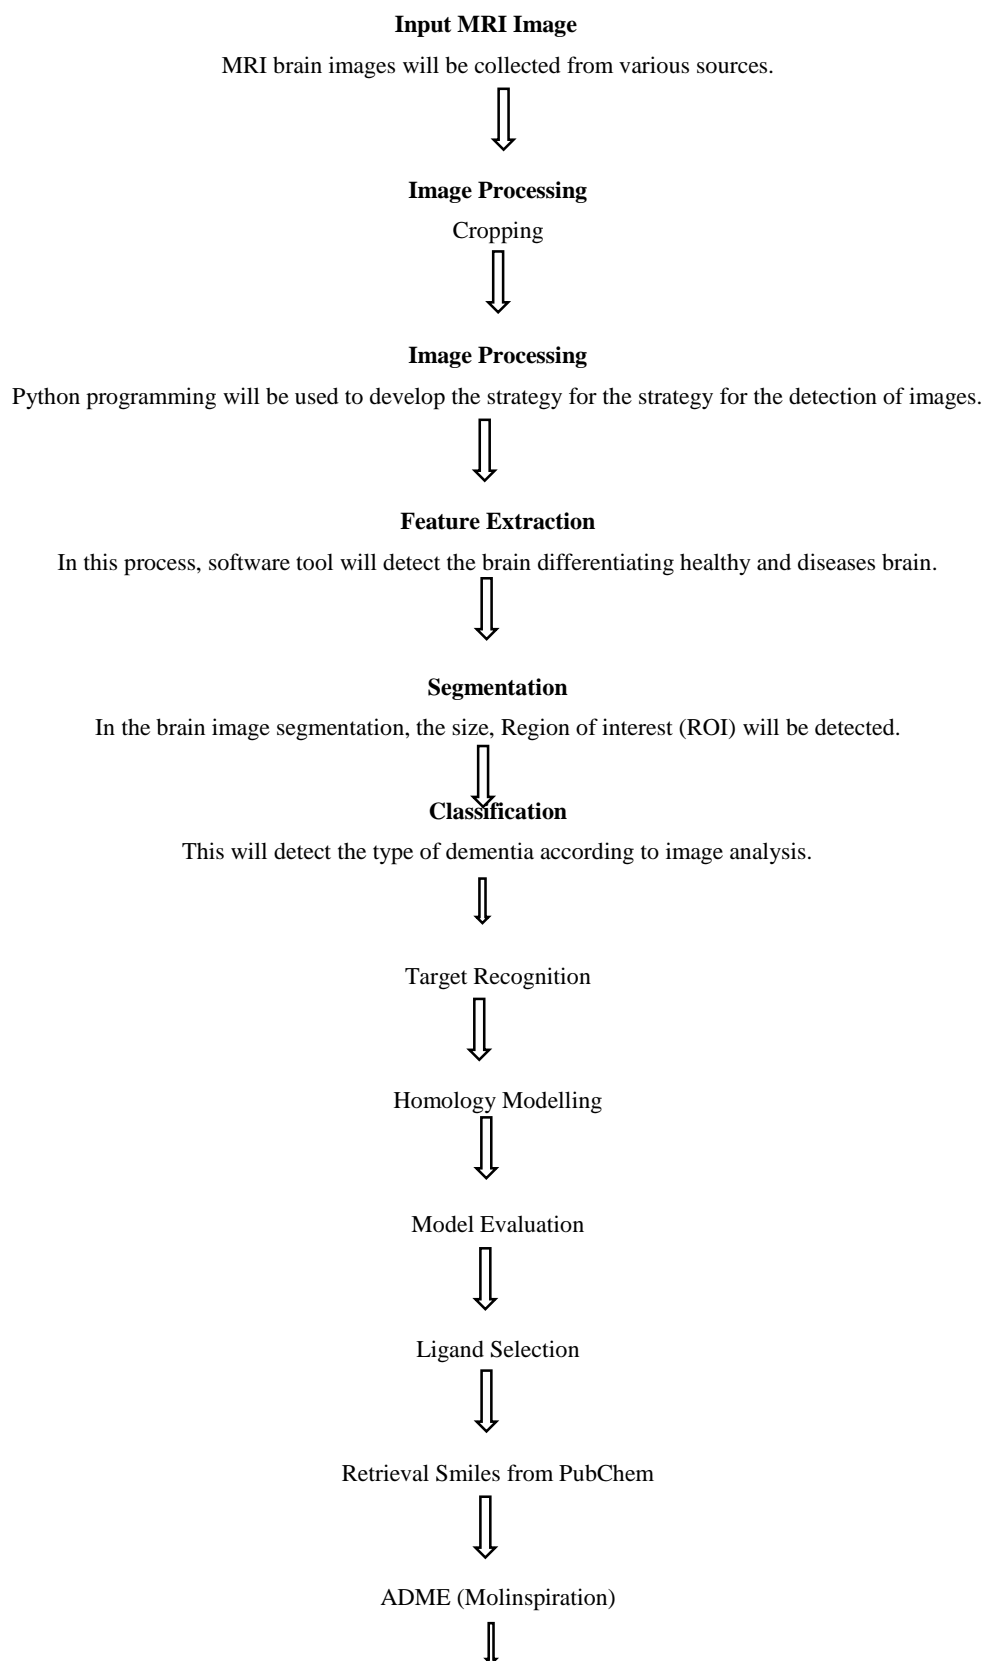 Input MRI Image
MRI brain images will be collected from various sources.
Image Processing
Cropping
Image Processing
Python programming will be used to develop the strategy for the strategy for the detection of images.
Feature Extraction
In this process, software tool will detect the brain differentiating healthy and diseases brain.
Segmentation
In the brain image segmentation, the size, Region of interest (ROI) will be detected.
Classification
This will detect the type of dementia according to image analysis.
Target Recognition
Homology Modelling
Model Evaluation
Ligand Selection
Retrieval Smiles from PubChem
ADME (Molinspiration)